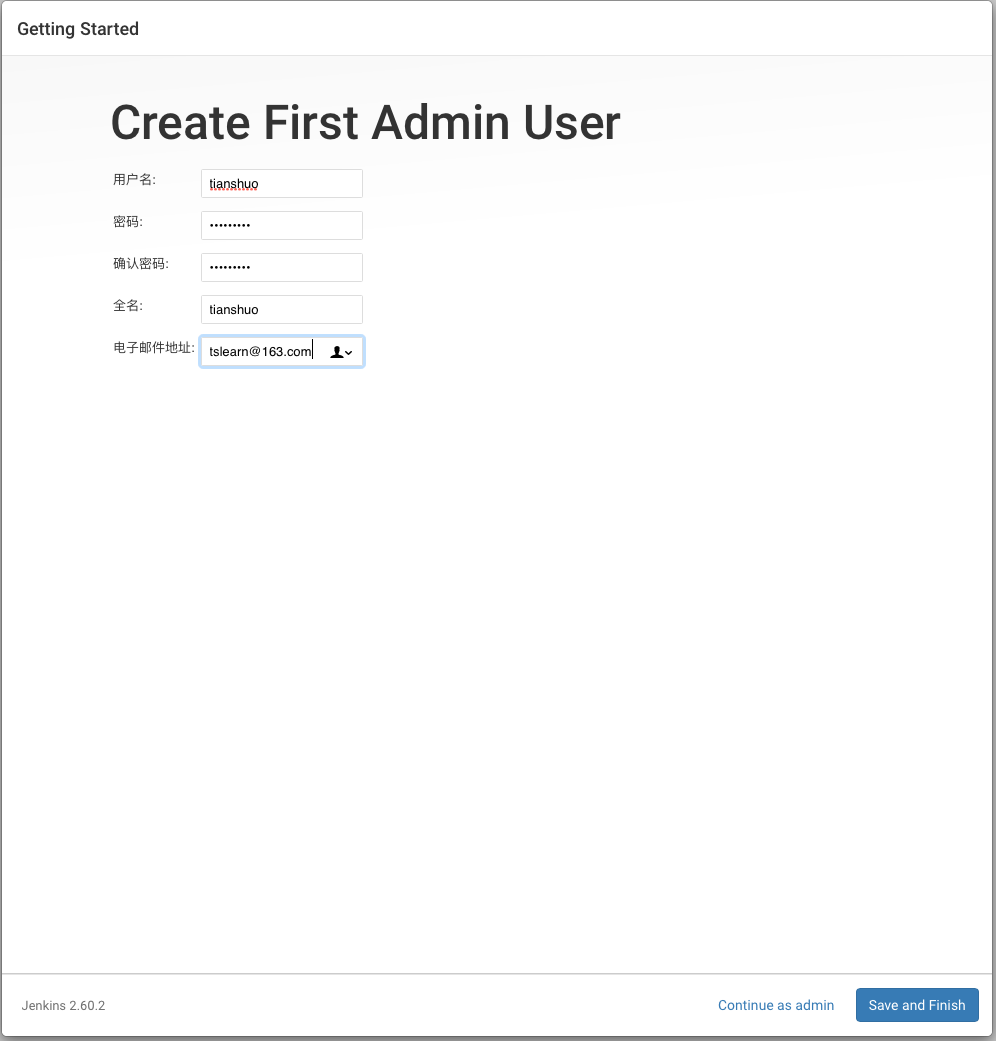 Getting Started
Create First Admin User
用户名: tianshuo
密码: •••••••••
确认密码: •••••••••
全名: tianshuo
电子邮件地址: tslearn@163.com
Jenkins 2.60.2 Continue as admin Save and Finish